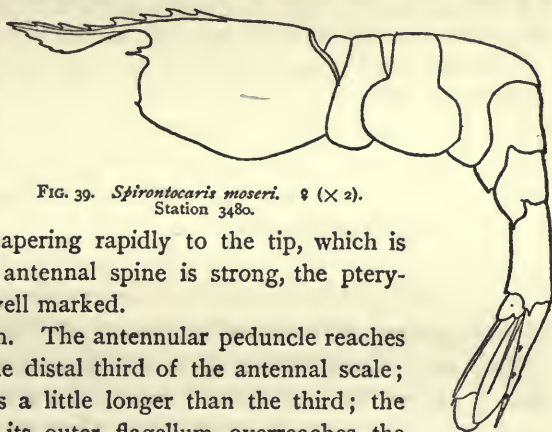 FIG. 39. Spirontocaris moseri. ♀ (× 2).
Station 3480.
apering rapidly to the tip, which is
antennal spine is strong, the ptery-
vell marked.
n. The antennular peduncle reaches
e distal third of the antennal scale;
s a little longer than the third; the
its outer flagellum overreaches the